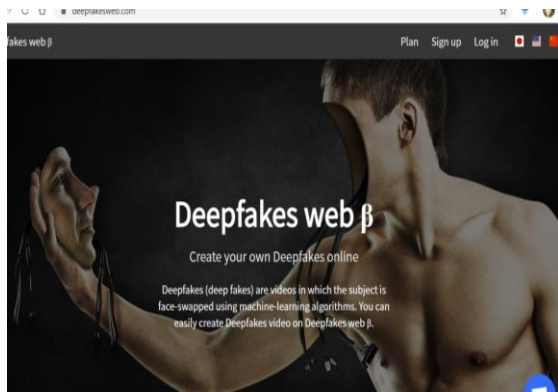 deepfakesweb.com
fakes web β
Plan Sign up Log in
Deepfakes web β
Create your own Deepfakes online
Deepfakes (deep fakes) are videos in which the subject is
face-swapped using machine-learning algorithms. You can
easily create Deepfakes video on Deepfakes web β.